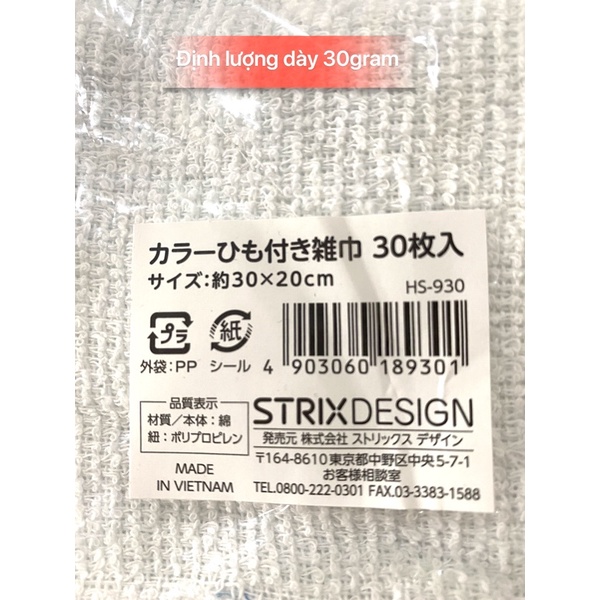 Định lượng dày 30gram
カラーひも付き雑巾 30枚入
サイズ:約30×20cm
HS-930
プラ
紙
外袋:PP シール
4 903060 189301
品質表示
材質/本体:綿
紐:ポリプロピレン
STRIXDESIGN
発売元 株式会社 ストリックス デザイン
〒164-8610 東京都中野区中央5-7-1
お客様相談室
MADE
IN VIETNAM
TEL.0800-222-0301 FAX.03-3383-1588